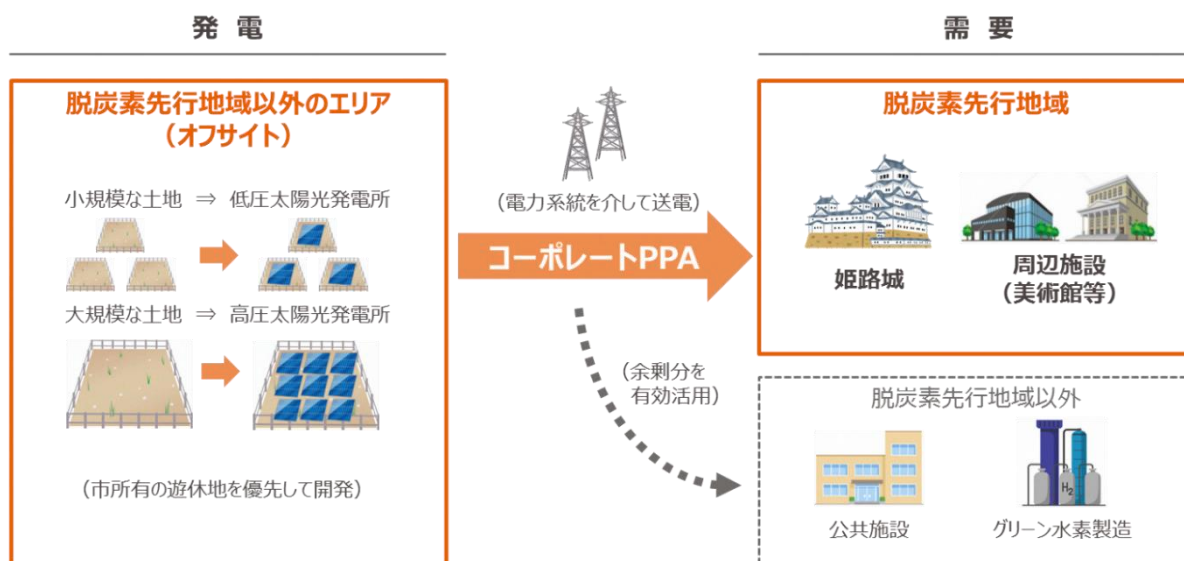 発 電
脱炭素先行地域以外のエリア
（オフサイト）
小規模な土地 ⇒ 低圧太陽光発電所
大規模な土地 ⇒ 高圧太陽光発電所
（市所有の遊休地を優先して開発）
（電力系統を介して送電）
コーポレートPPA
（余剰分を
有効活用）
需 要
脱炭素先行地域
姫路城
周辺施設
（美術館等）
脱炭素先行地域以外
H2
公共施設
グリーン水素製造